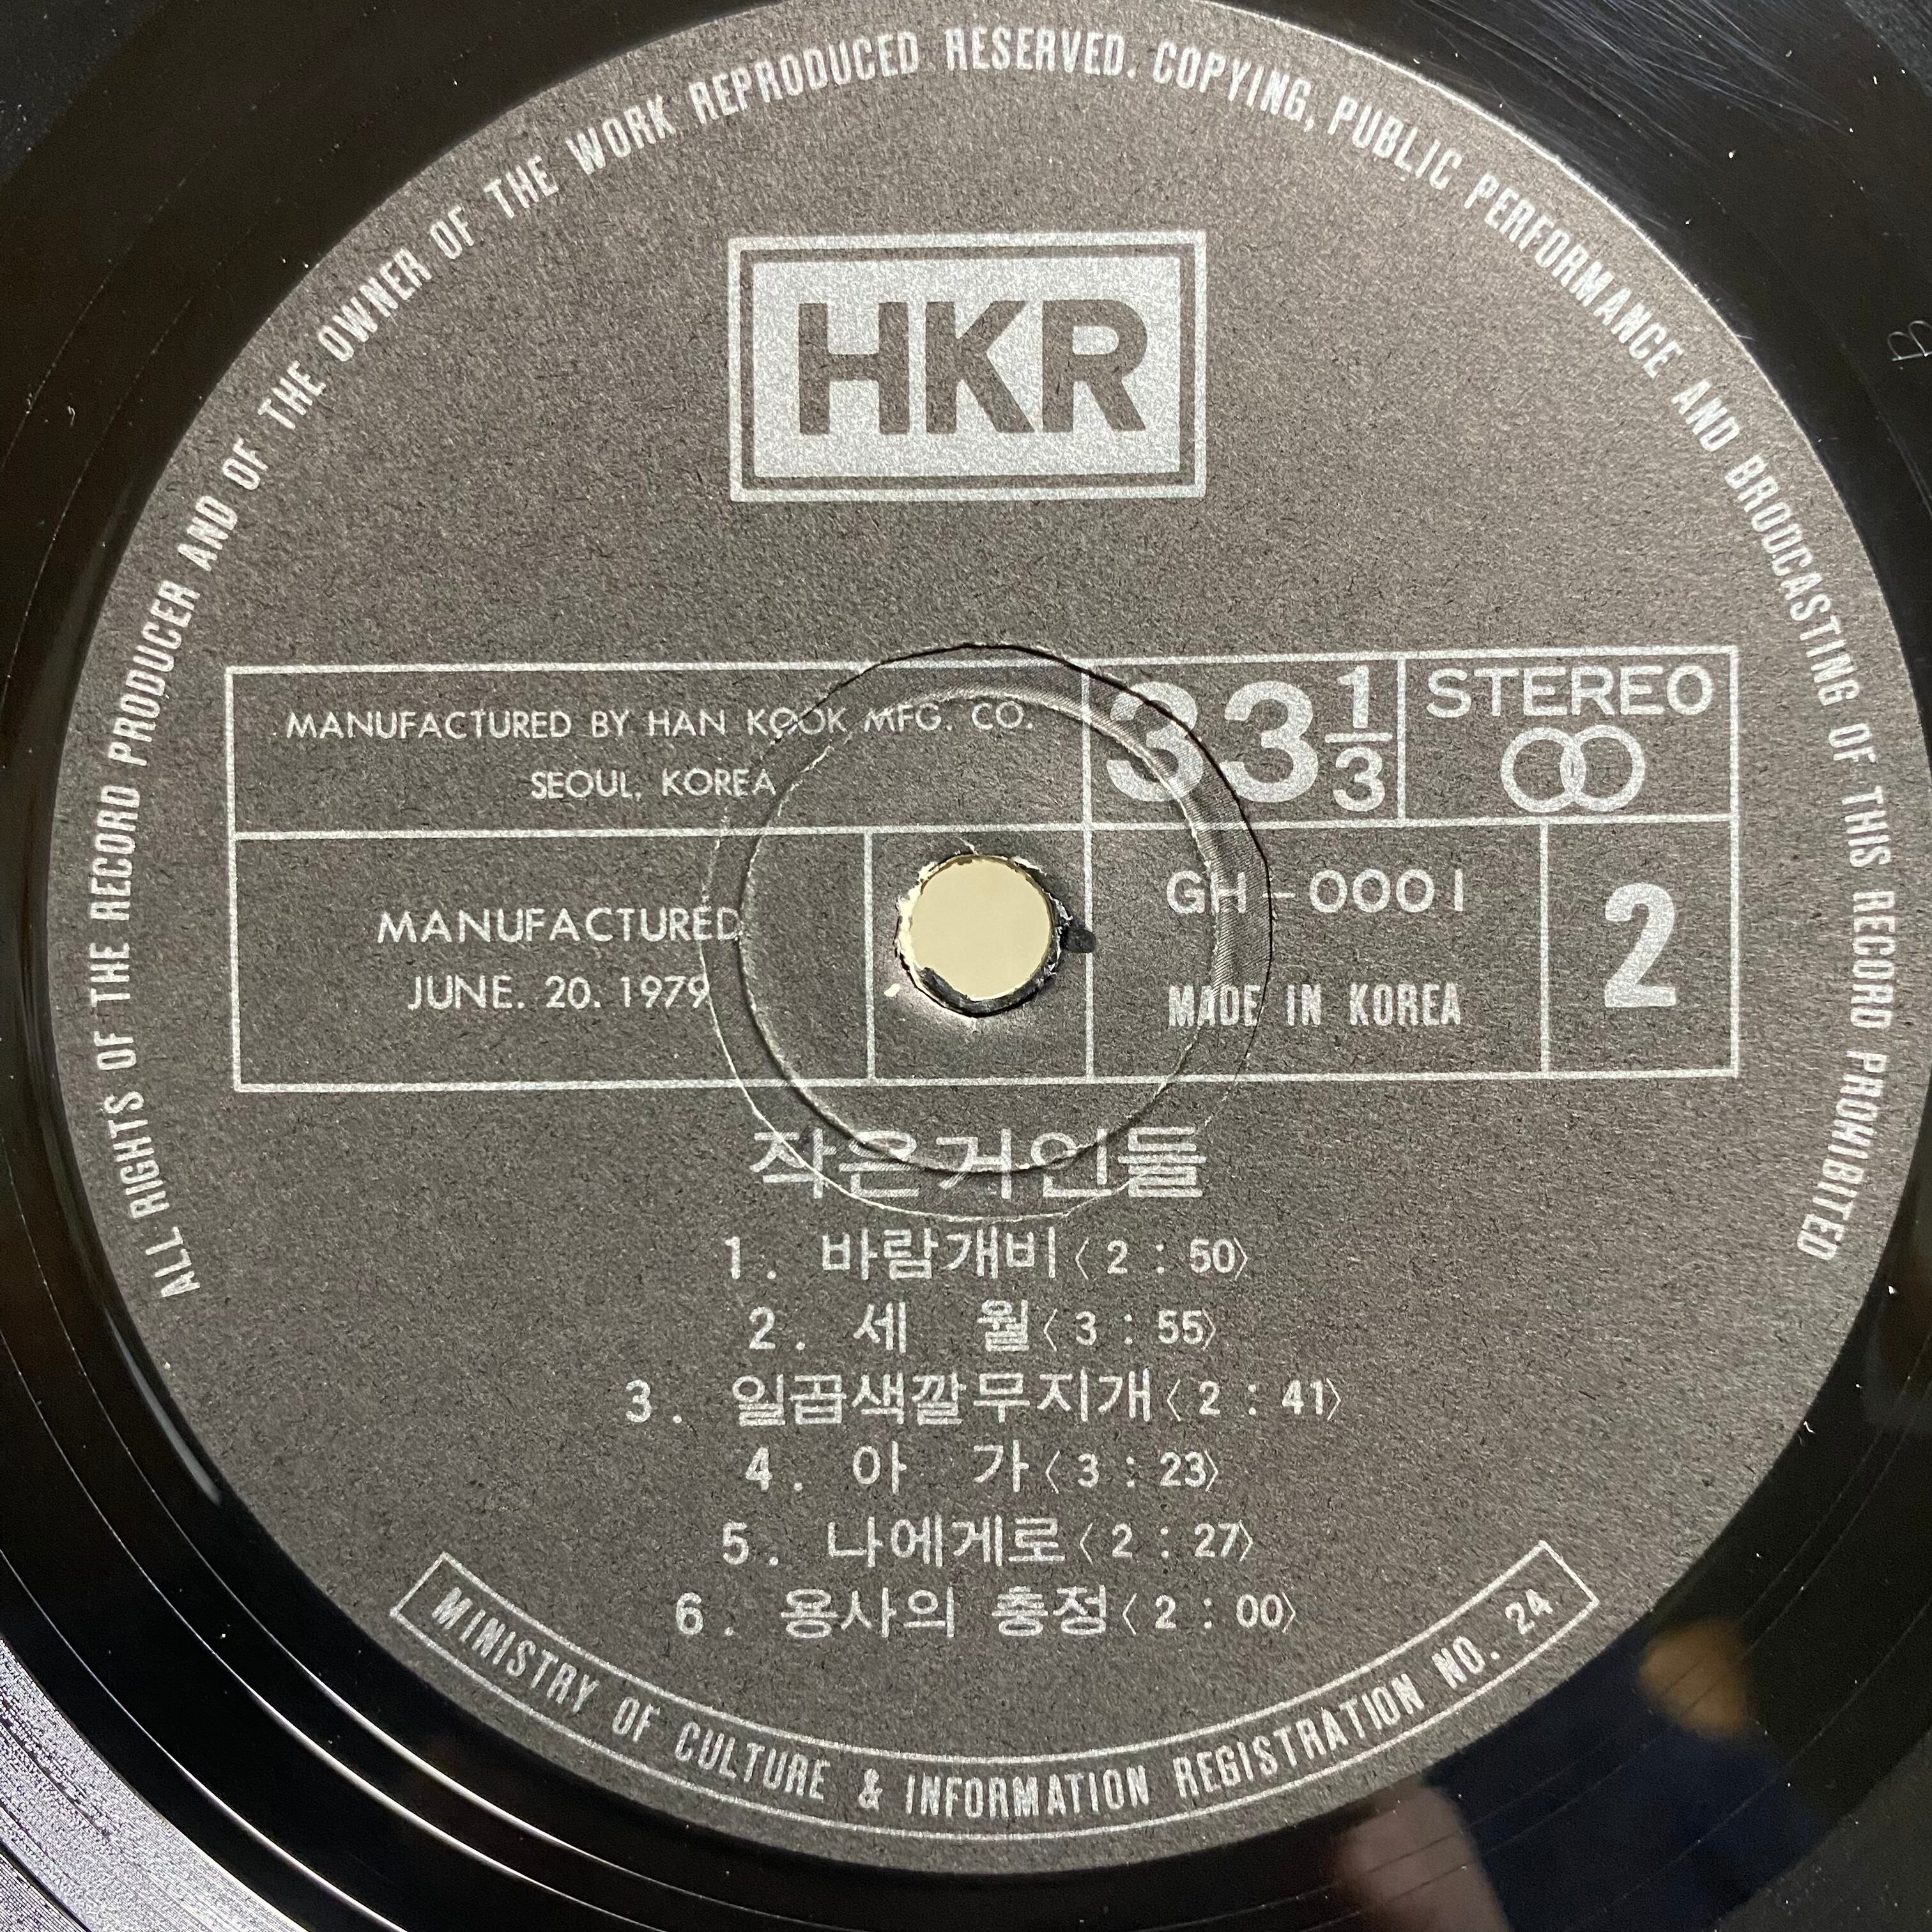 ALL RIGHTS OF THE RECORD PRODUCER AND OF THE OWNER OF THE WORK REPRODUCED RESERVED. COPYING, PUBLIC PERFORMANCE AND BRODCASTING OF THIS RECORD PROHIBITED
HKR
MANUFACTURED BY HAN KOOK MFG. CO.
SEOUL, KOREA
33 1/3
STEREO
MANUFACTURED
JUNE. 20. 1979
GH-0001
MADE IN KOREA
2
작은거인들
1. 바람개비〈2:50〉
2. 세 월〈3:55〉
3. 일곱색깔무지개〈2:41〉
4. 아 가〈3:23〉
5. 나에게로〈2:27〉
6. 용사의 충정〈2:00〉
MINISTRY OF CULTURE & INFORMATION REGISTRATION NO. 24